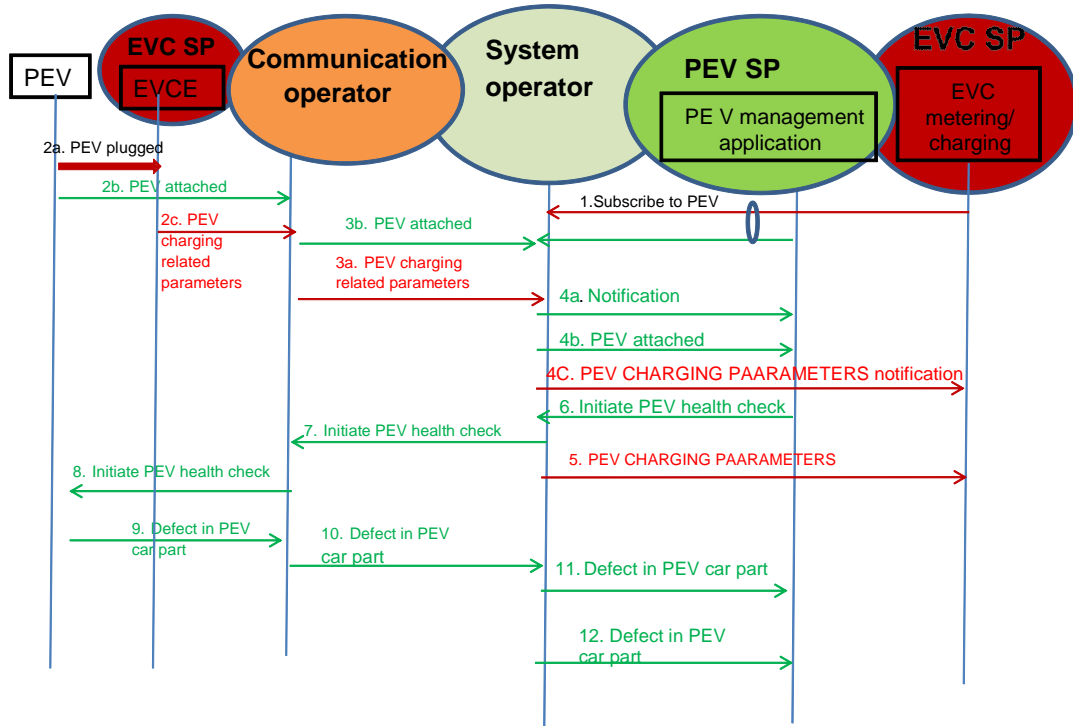 EVC SP
EVCE
PEV
Communication
operator
System
operator
PEV SP
PE V management
application
EVC SP
EVC
metering/
charging
2a. PEV plugged
2b. PEV attached
1.Subscribe to PEV
2c. PEV
charging
related
parameters
3b. PEV attached
3a. PEV charging
related parameters
4a. Notification
4b. PEV attached
4C. PEV CHARGING PAARAMETERS notification
6. Initiate PEV health check
7. Initiate PEV health check
5. PEV CHARGING PAARAMETERS
8. Initiate PEV health check
9. Defect in PEV
car part
10. Defect in PEV
car part
11. Defect in PEV car part
12. Defect in PEV
car part